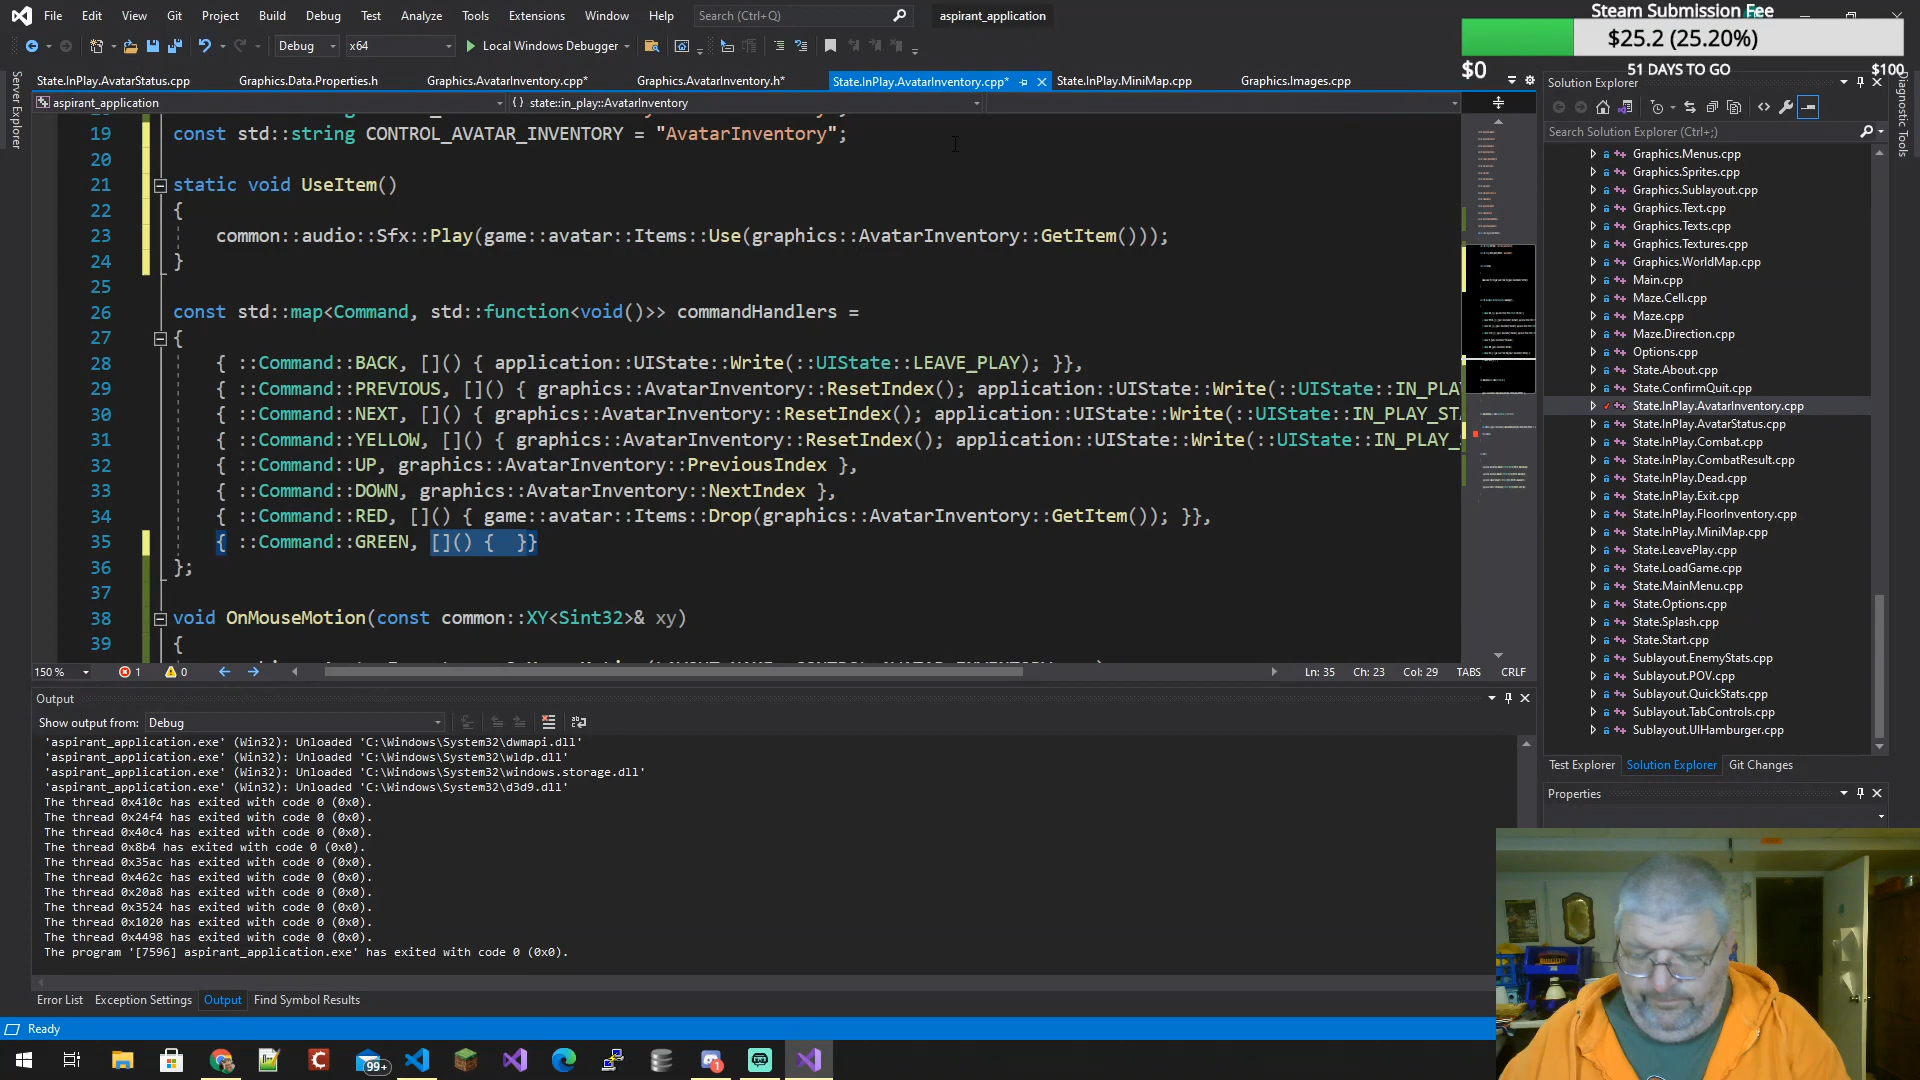 File Edit View Git Project Build Debug Test Analyze Tools Extensions Window Help Search (Ctrl+Q) aspirant_application
Steam Submission Fee
$25.2 (25.20%)
$0 51 DAYS TO GO $100
Debug x64 Local Windows Debugger
State.InPlay.AvatarStatus.cpp Graphics.Data.Properties.h Graphics.AvatarInventory.cpp* Graphics.AvatarInventory.h* State.InPlay.AvatarInventory.cpp* State.InPlay.MiniMap.cpp Graphics.Images.cpp
aspirant_application {} state::in_play::AvatarInventory
Server Explorer
Diagnostic Tools
19 const std::string CONTROL_AVATAR_INVENTORY = "AvatarInventory";
20
21 static void UseItem()
22 {
23 common::audio::Sfx::Play(game::avatar::Items::Use(graphics::AvatarInventory::GetItem()));
24 }
25
26 const std::map<Command, std::function<void()>> commandHandlers =
27 {
28 { ::Command::BACK, []() { application::UIState::Write(::UIState::LEAVE_PLAY); }},
29 { ::Command::PREVIOUS, []() { graphics::AvatarInventory::ResetIndex(); application::UIState::Write(::UIState::IN_PLA
30 { ::Command::NEXT, []() { graphics::AvatarInventory::ResetIndex(); application::UIState::Write(::UIState::IN_PLAY_ST
31 { ::Command::YELLOW, []() { graphics::AvatarInventory::ResetIndex(); application::UIState::Write(::UIState::IN_PLAY_
32 { ::Command::UP, graphics::AvatarInventory::PreviousIndex },
33 { ::Command::DOWN, graphics::AvatarInventory::NextIndex },
34 { ::Command::RED, []() { game::avatar::Items::Drop(graphics::AvatarInventory::GetItem()); }},
35 { ::Command::GREEN, []() {  }}
36 };
37
38 void OnMouseMotion(const common::XY<Sint32>& xy)
39 {
150 % 1 0 Ln: 35 Ch: 23 Col: 29 TABS CRLF
Output
Show output from: Debug
'aspirant_application.exe' (Win32): Unloaded 'C:\Windows\System32\dwmapi.dll'
'aspirant_application.exe' (Win32): Unloaded 'C:\Windows\System32\wldp.dll'
'aspirant_application.exe' (Win32): Unloaded 'C:\Windows\System32\windows.storage.dll'
'aspirant_application.exe' (Win32): Unloaded 'C:\Windows\System32\d3d9.dll'
The thread 0x410c has exited with code 0 (0x0).
The thread 0x24f4 has exited with code 0 (0x0).
The thread 0x40c4 has exited with code 0 (0x0).
The thread 0x8b4 has exited with code 0 (0x0).
The thread 0x35ac has exited with code 0 (0x0).
The thread 0x462c has exited with code 0 (0x0).
The thread 0x20a8 has exited with code 0 (0x0).
The thread 0x3524 has exited with code 0 (0x0).
The thread 0x1020 has exited with code 0 (0x0).
The thread 0x4498 has exited with code 0 (0x0).
The program '[7596] aspirant_application.exe' has exited with code 0 (0x0).
Error List Exception Settings Output Find Symbol Results
Ready
99+
Solution Explorer
Search Solution Explorer (Ctrl+;)
Graphics.Menus.cpp
Graphics.Sprites.cpp
Graphics.Sublayout.cpp
Graphics.Text.cpp
Graphics.Texts.cpp
Graphics.Textures.cpp
Graphics.WorldMap.cpp
Main.cpp
Maze.Cell.cpp
Maze.cpp
Maze.Direction.cpp
Options.cpp
State.About.cpp
State.ConfirmQuit.cpp
State.InPlay.AvatarInventory.cpp
State.InPlay.AvatarStatus.cpp
State.InPlay.Combat.cpp
State.InPlay.CombatResult.cpp
State.InPlay.Dead.cpp
State.InPlay.Exit.cpp
State.InPlay.FloorInventory.cpp
State.InPlay.MiniMap.cpp
State.LeavePlay.cpp
State.LoadGame.cpp
State.MainMenu.cpp
State.Options.cpp
State.Splash.cpp
State.Start.cpp
Sublayout.EnemyStats.cpp
Sublayout.POV.cpp
Sublayout.QuickStats.cpp
Sublayout.TabControls.cpp
Sublayout.UIHamburger.cpp
Test Explorer Solution Explorer Git Changes
Properties